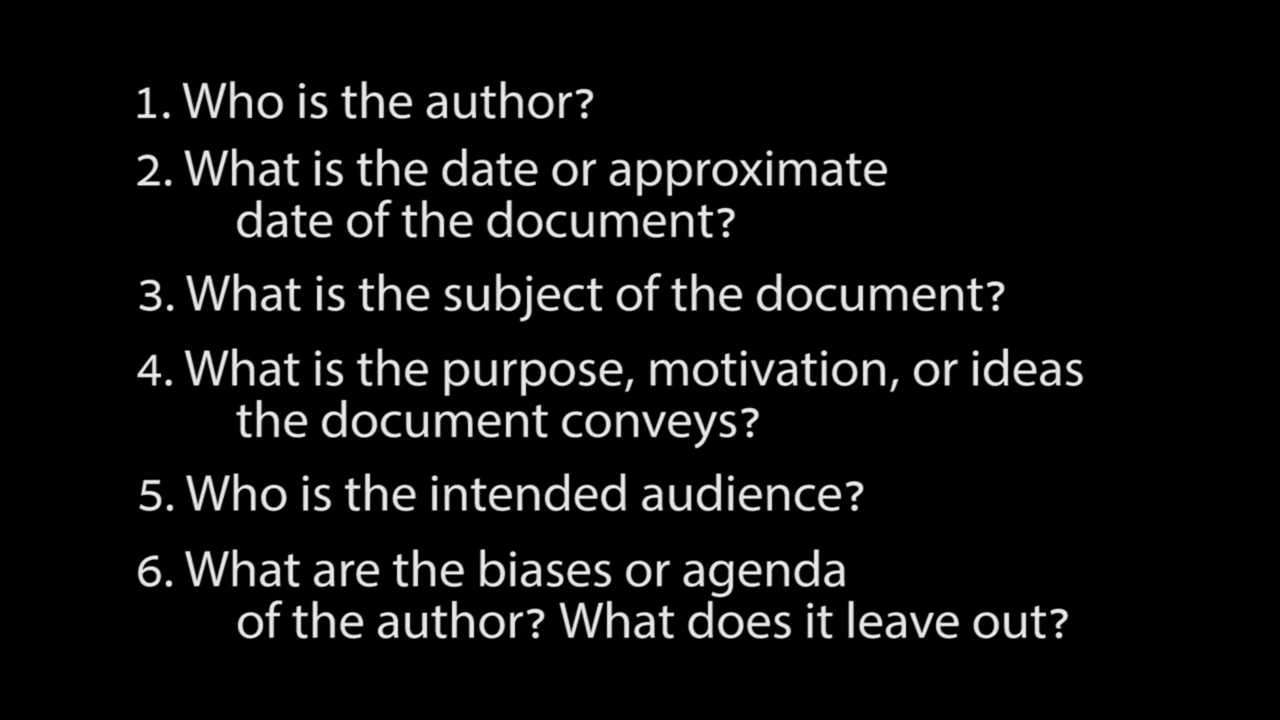 1. Who is the author?
2. What is the date or approximate
date of the document?
3. What is the subject of the document?
4. What is the purpose, motivation, or ideas
the document conveys?
5. Who is the intended audience?
6. What are the biases or agenda
of the author? What does it leave out?